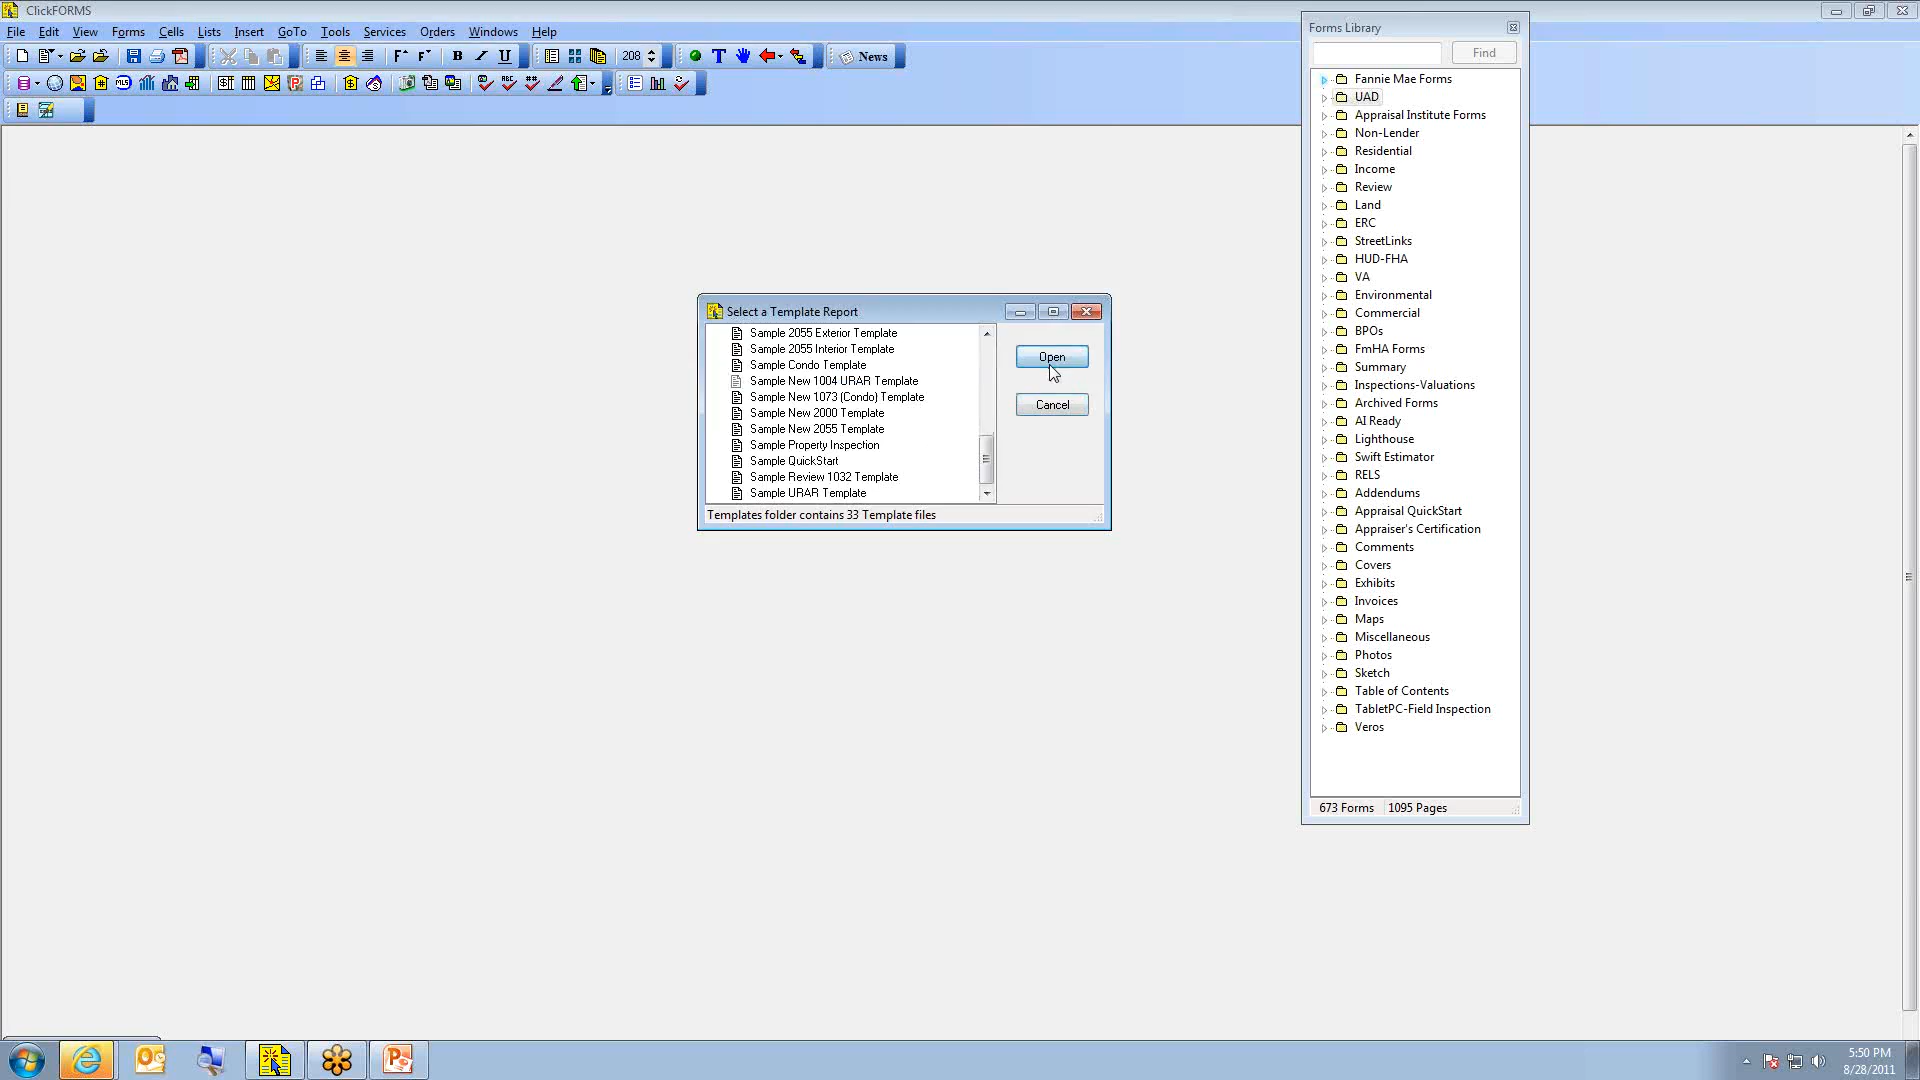 ClickFORMS
File Edit View Forms Cells Lists Insert GoTo Tools Services Orders Windows Help
208 News
Forms Library
Find
Fannie Mae Forms
UAD
Appraisal Institute Forms
Non-Lender
Residential
Income
Review
Land
ERC
StreetLinks
HUD-FHA
VA
Environmental
Commercial
BPOs
FmHA Forms
Summary
Inspections-Valuations
Archived Forms
AI Ready
Lighthouse
Swift Estimator
RELS
Addendums
Appraisal QuickStart
Appraiser's Certification
Comments
Covers
Exhibits
Invoices
Maps
Miscellaneous
Photos
Sketch
Table of Contents
TabletPC-Field Inspection
Veros
673 Forms 1095 Pages
Select a Template Report
Sample 2055 Exterior Template
Sample 2055 Interior Template
Sample Condo Template
Sample New 1004 URAR Template
Sample New 1073 (Condo) Template
Sample New 2000 Template
Sample New 2055 Template
Sample Property Inspection
Sample QuickStart
Sample Review 1032 Template
Sample URAR Template
Open
Cancel
Templates folder contains 33 Template files
5:50 PM
8/28/2011